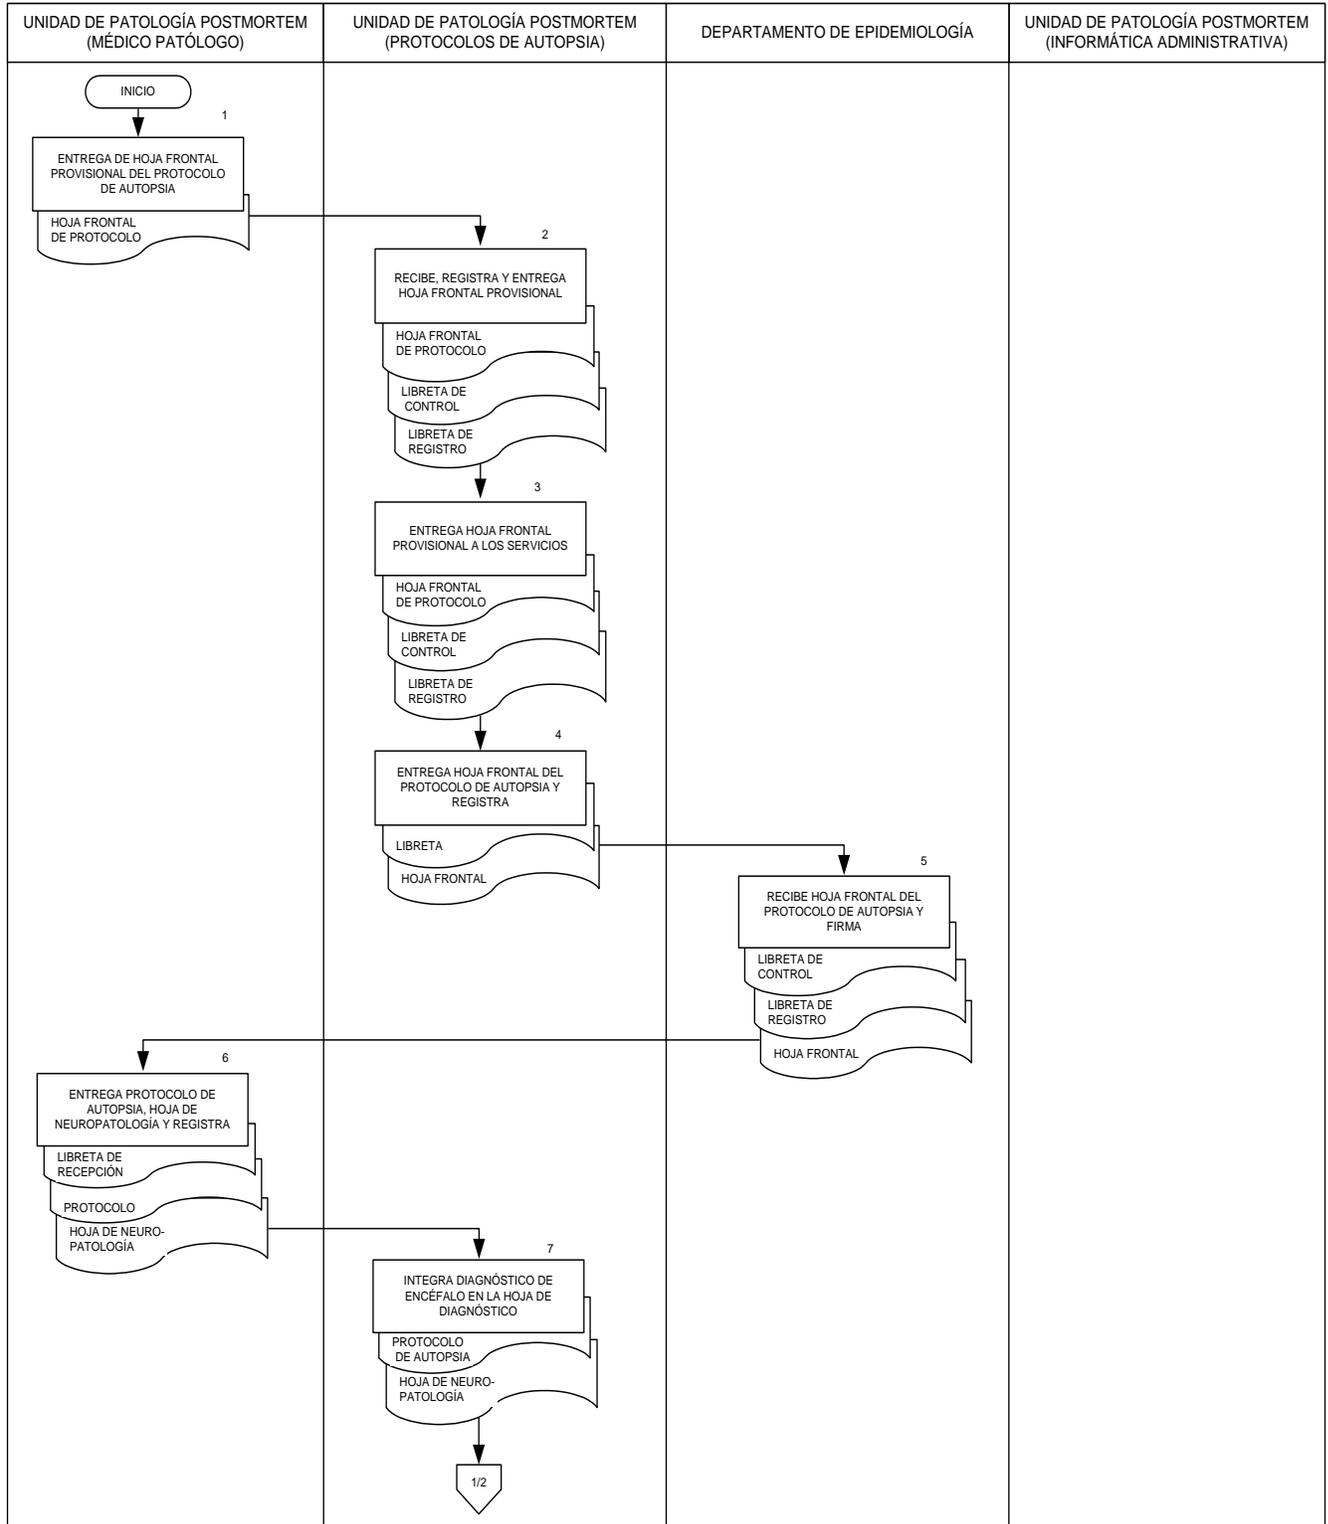 UNIDAD DE PATOLOGÍA POSTMORTEM
(MÉDICO PATÓLOGO)
UNIDAD DE PATOLOGÍA POSTMORTEM
(PROTOCOLOS DE AUTOPSIA)
DEPARTAMENTO DE EPIDEMIOLOGÍA
UNIDAD DE PATOLOGÍA POSTMORTEM
(INFORMÁTICA ADMINISTRATIVA)
INICIO
1
ENTREGA DE HOJA FRONTAL
PROVISIONAL DEL PROTOCOLO
DE AUTOPSIA
HOJA FRONTAL
DE PROTOCOLO
2
RECIBE, REGISTRA Y ENTREGA
HOJA FRONTAL PROVISIONAL
HOJA FRONTAL
DE PROTOCOLO
LIBRETA DE
CONTROL
LIBRETA DE
REGISTRO
3
ENTREGA HOJA FRONTAL
PROVISIONAL A LOS SERVICIOS
HOJA FRONTAL
DE PROTOCOLO
LIBRETA DE
CONTROL
LIBRETA DE
REGISTRO
4
ENTREGA HOJA FRONTAL DEL
PROTOCOLO DE AUTOPSIA Y
REGISTRA
LIBRETA
HOJA FRONTAL
5
RECIBE HOJA FRONTAL DEL
PROTOCOLO DE AUTOPSIA Y
FIRMA
LIBRETA DE
CONTROL
LIBRETA DE
REGISTRO
HOJA FRONTAL
6
ENTREGA PROTOCOLO DE
AUTOPSIA, HOJA DE
NEUROPATOLOGÍA Y REGISTRA
LIBRETA DE
RECEPCIÓN
PROTOCOLO
HOJA DE NEURO-
PATOLOGÍA
7
INTEGRA DIAGNÓSTICO DE
ENCÉFALO EN LA HOJA DE
DIAGNÓSTICO
PROTOCOLO
DE AUTOPSIA
HOJA DE NEURO-
PATOLOGÍA
1/2